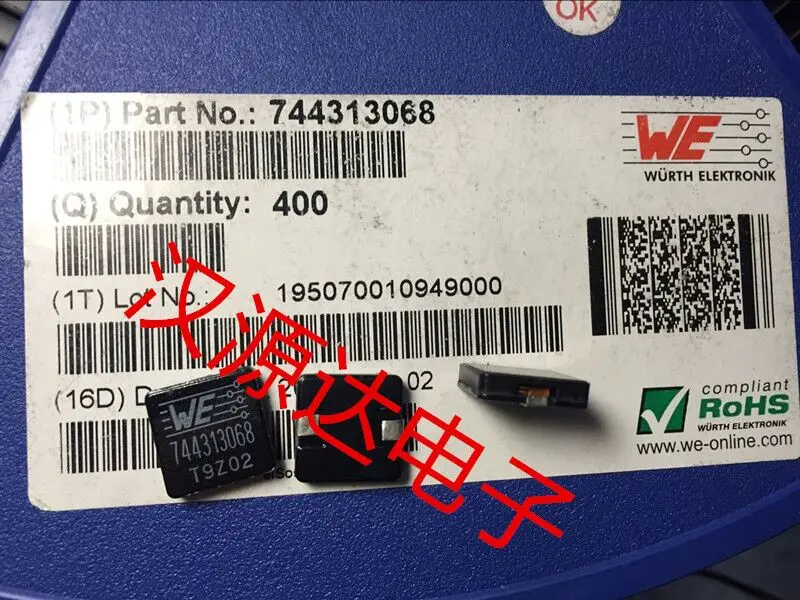 OK
(1P) Part No.: 744313068
WE
WÜRTH ELEKTRONIK
(Q) Quantity: 400
(1T) Lot No.: 195070010949000
(16D) D
02
compliant
RoHS
WÜRTH ELEKTRONIK
www.we-online.com
WE
744313068
T9Z02
汉源达电子